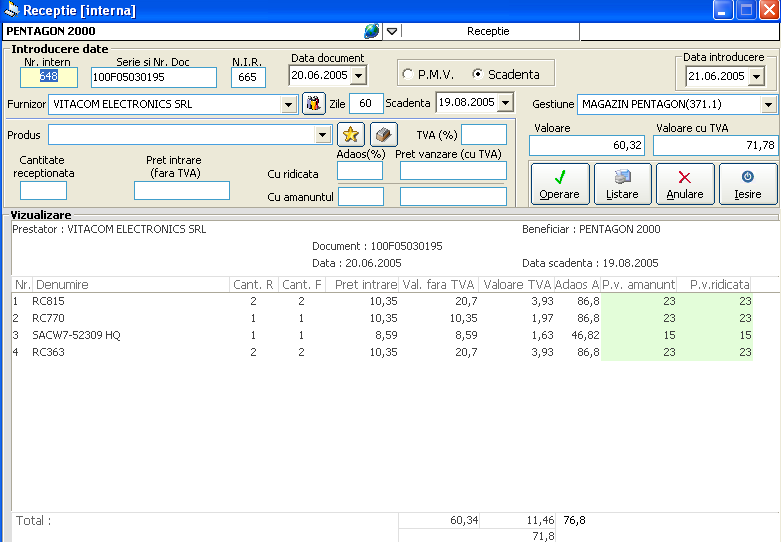 Receptie [interna]
PENTAGON 2000 Receptie
Introducere date
Nr. intern Serie si Nr. Doc N.I.R. Data document Data introducere
648 100F05030195 665 20.06.2005 P.M.V. Scadenta 21.06.2005
Furnizor VITACOM ELECTRONICS SRL Zile 60 Scadenta 19.08.2005 Gestiune MAGAZIN PENTAGON(371.1)
Produs TVA (%) Valoare Valoare cu TVA
60,32 71,78
Cantitate receptionata Pret intrare (fara TVA) Adaos(%) Pret vanzare (cu TVA)
Cu ridicata
Cu amanuntul
Operare Listare Anulare Iesire
Vizualizare
Prestator : VITACOM ELECTRONICS SRL Beneficiar : PENTAGON 2000
Document : 100F05030195
Data : 20.06.2005 Data scadenta : 19.08.2005
Nr. Denumire Cant. R Cant. F Pret intrare Val. fara TVA Valoare TVA Adaos A P.v. amanunt P.v.ridicata
1 RC815 2 2 10,35 20,7 3,93 86,8 23 23
2 RC770 1 1 10,35 10,35 1,97 86,8 23 23
3 SACW7-52309 HQ 1 1 8,59 8,59 1,63 46,82 15 15
4 RC363 2 2 10,35 20,7 3,93 86,8 23 23
Total : 60,34 11,46 76,8
71,8